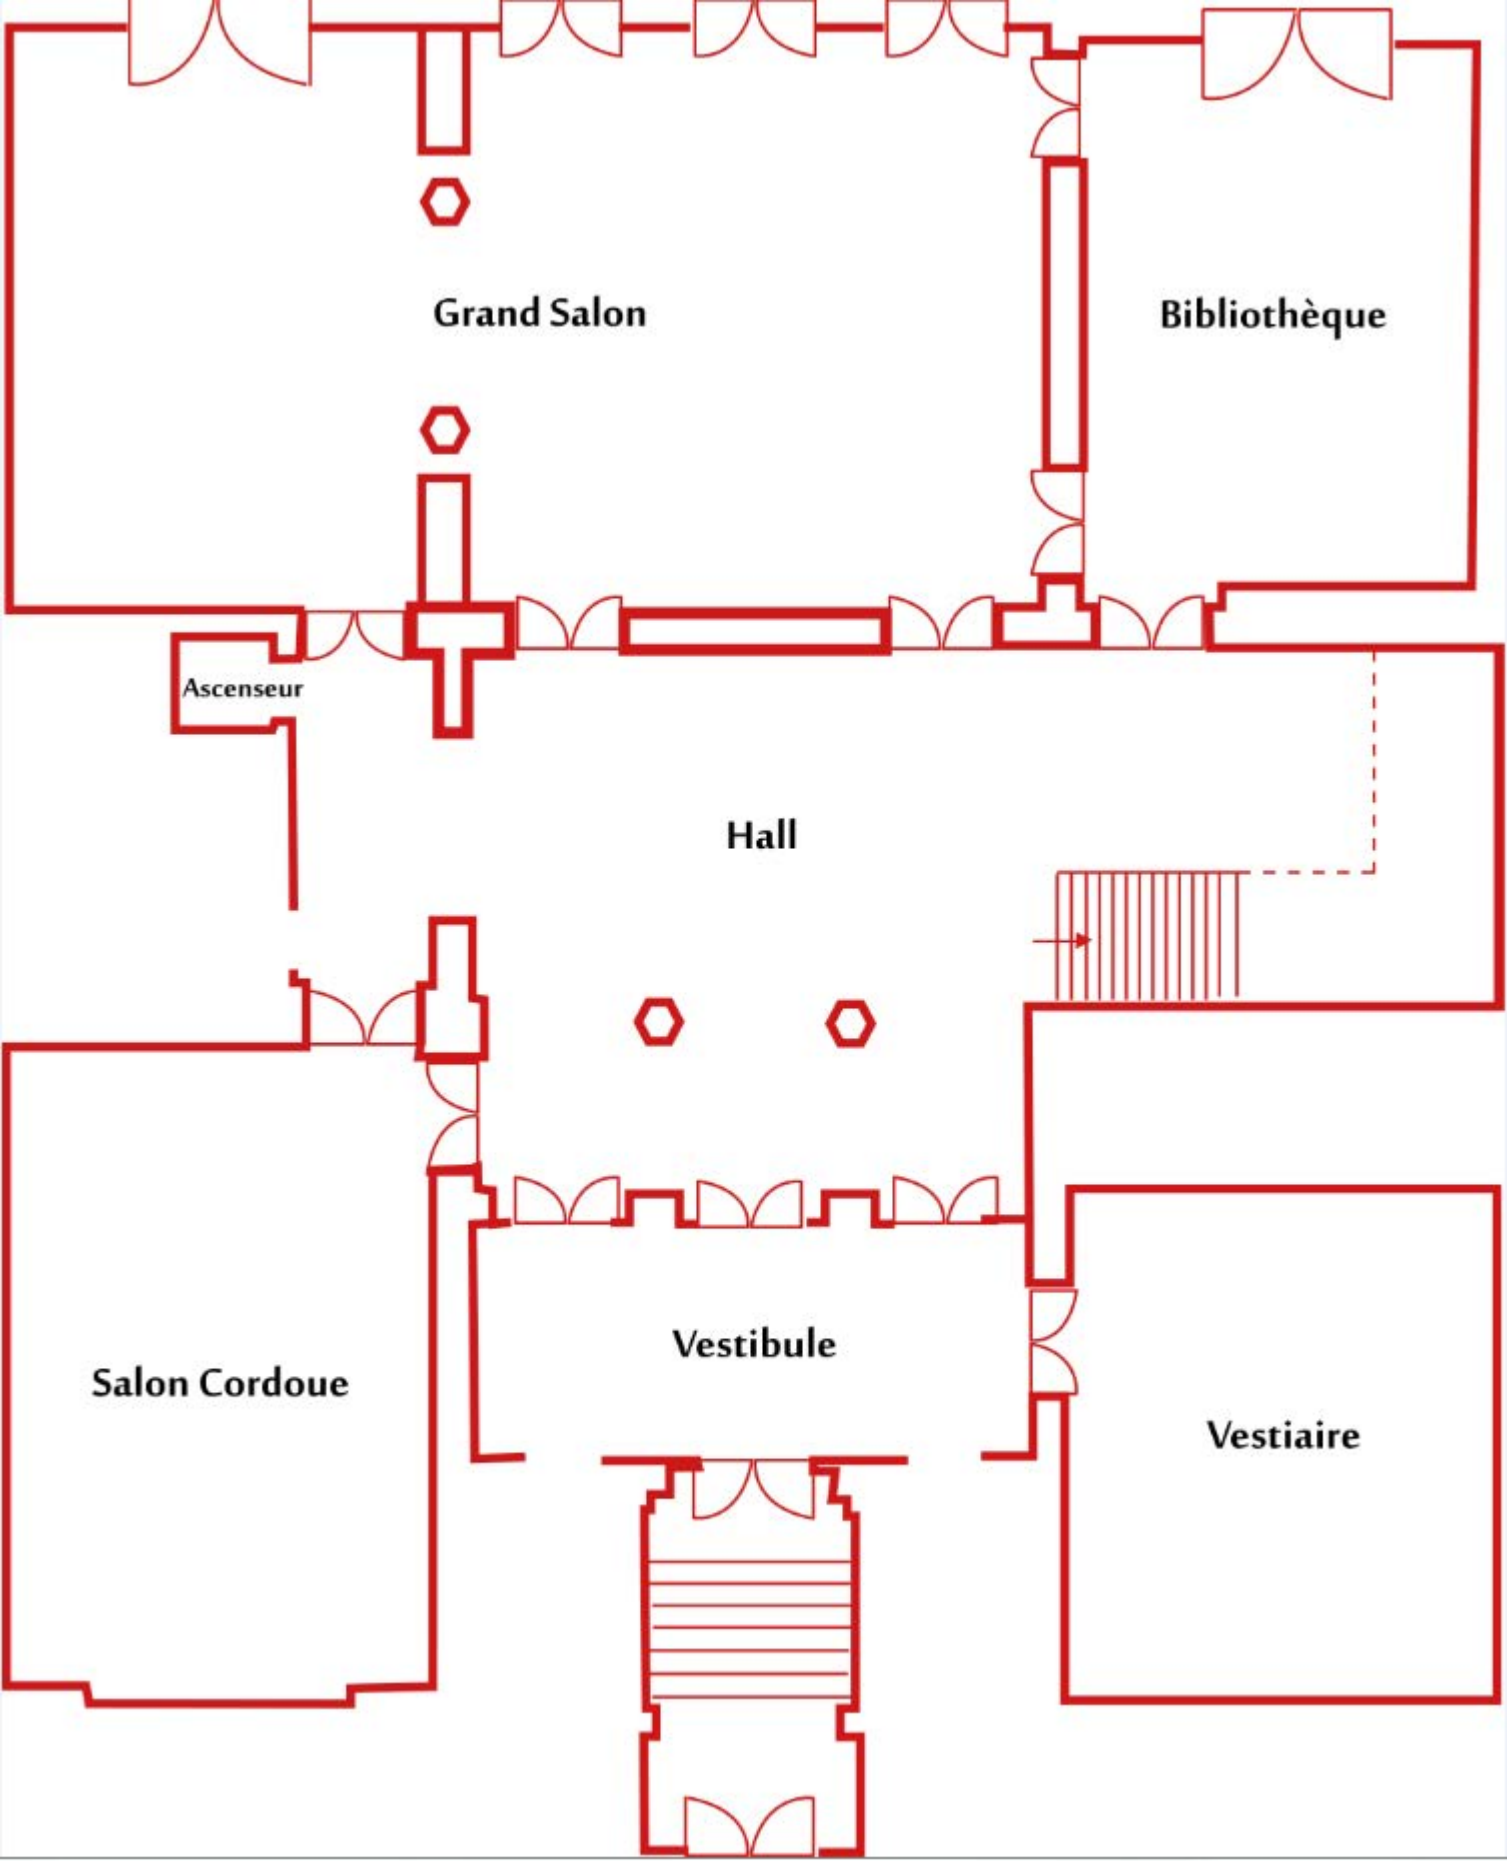 Grand Salon
Bibliothèque
Ascenseur
Hall
Vestibule
Salon Cordoue
Vestiaire